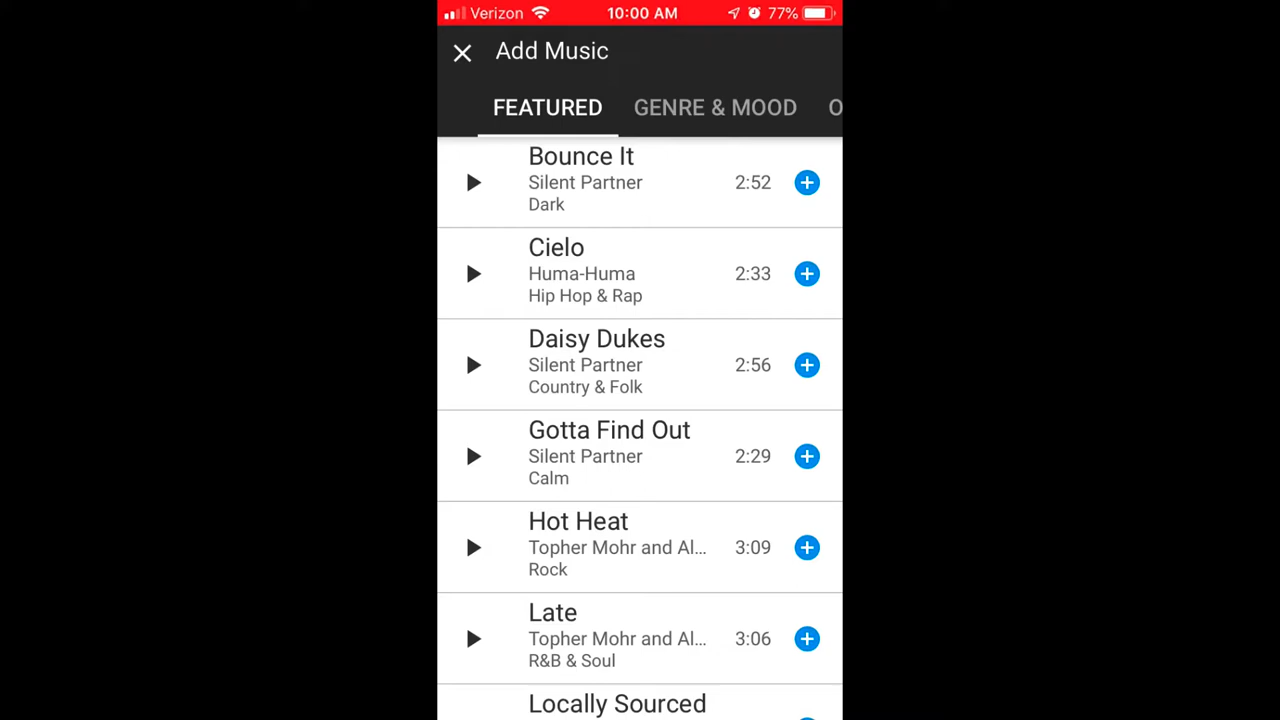 Verizon 10:00 AM 77%
Add Music
FEATURED GENRE & MOOD O
Bounce It
Silent Partner 2:52
Dark
Cielo
Huma-Huma 2:33
Hip Hop & Rap
Daisy Dukes
Silent Partner 2:56
Country & Folk
Gotta Find Out
Silent Partner 2:29
Calm
Hot Heat
Topher Mohr and Al... 3:09
Rock
Late
Topher Mohr and Al... 3:06
R&B & Soul
Locally Sourced